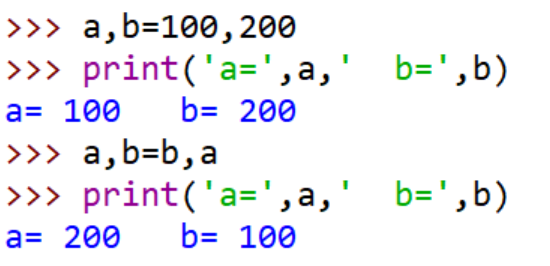 >>> a,b=100,200
>>> print('a=',a,'  b=',b)
a= 100   b= 200
>>> a,b=b,a
>>> print('a=',a,'  b=',b)
a= 200   b= 100